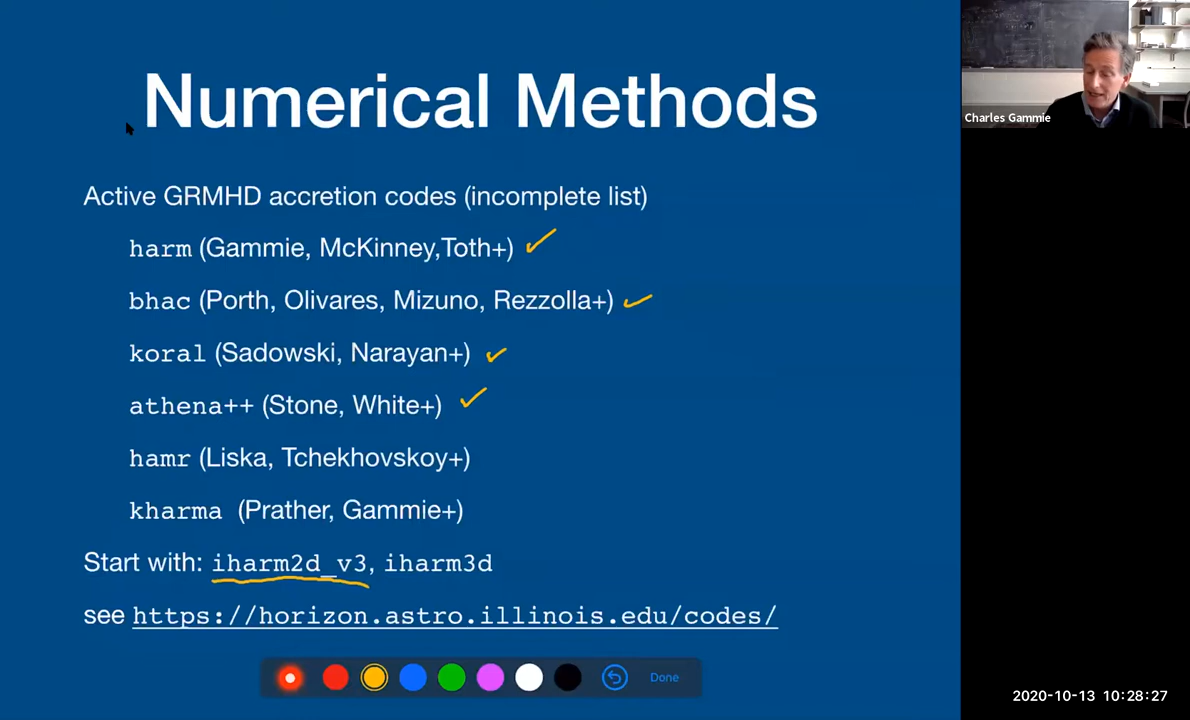 Numerical Methods
Active GRMHD accretion codes (incomplete list)
harm (Gammie, McKinney,Toth+)
bhac (Porth, Olivares, Mizuno, Rezzolla+)
koral (Sadowski, Narayan+)
athena++ (Stone, White+)
hamr (Liska, Tchekhovskoy+)
kharma (Prather, Gammie+)
Start with: iharm2d_v3, iharm3d
see https://horizon.astro.illinois.edu/codes/
Done
Charles Gammie
2020-10-13 10:28:27